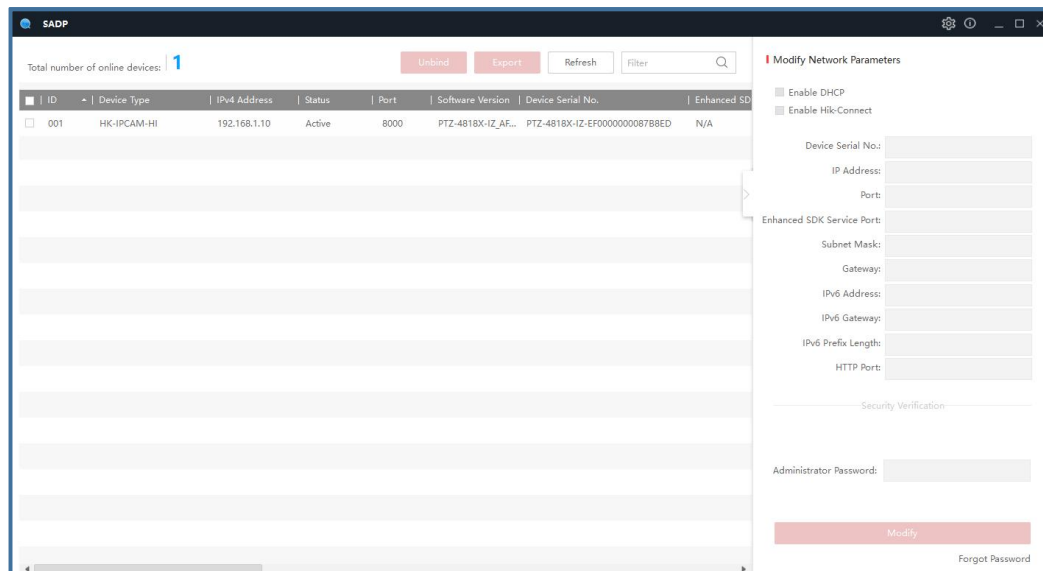 SADP
Total number of online devices: 1
Unbind
Export
Refresh
Filter
ID Device Type IPv4 Address Status Port Software Version Device Serial No. Enhanced SD
001 HK-IPCAM-HI 192.168.1.10 Active 8000 PTZ-4818X-IZ_AF... PTZ-4818X-IZ-EF0000000087B8ED N/A
Modify Network Parameters
Enable DHCP
Enable Hik-Connect
Device Serial No.:
IP Address:
Port:
Enhanced SDK Service Port:
Subnet Mask:
Gateway:
IPv6 Address:
IPv6 Gateway:
IPv6 Prefix Length:
HTTP Port:
Security Verification
Administrator Password:
Modify
Forgot Password